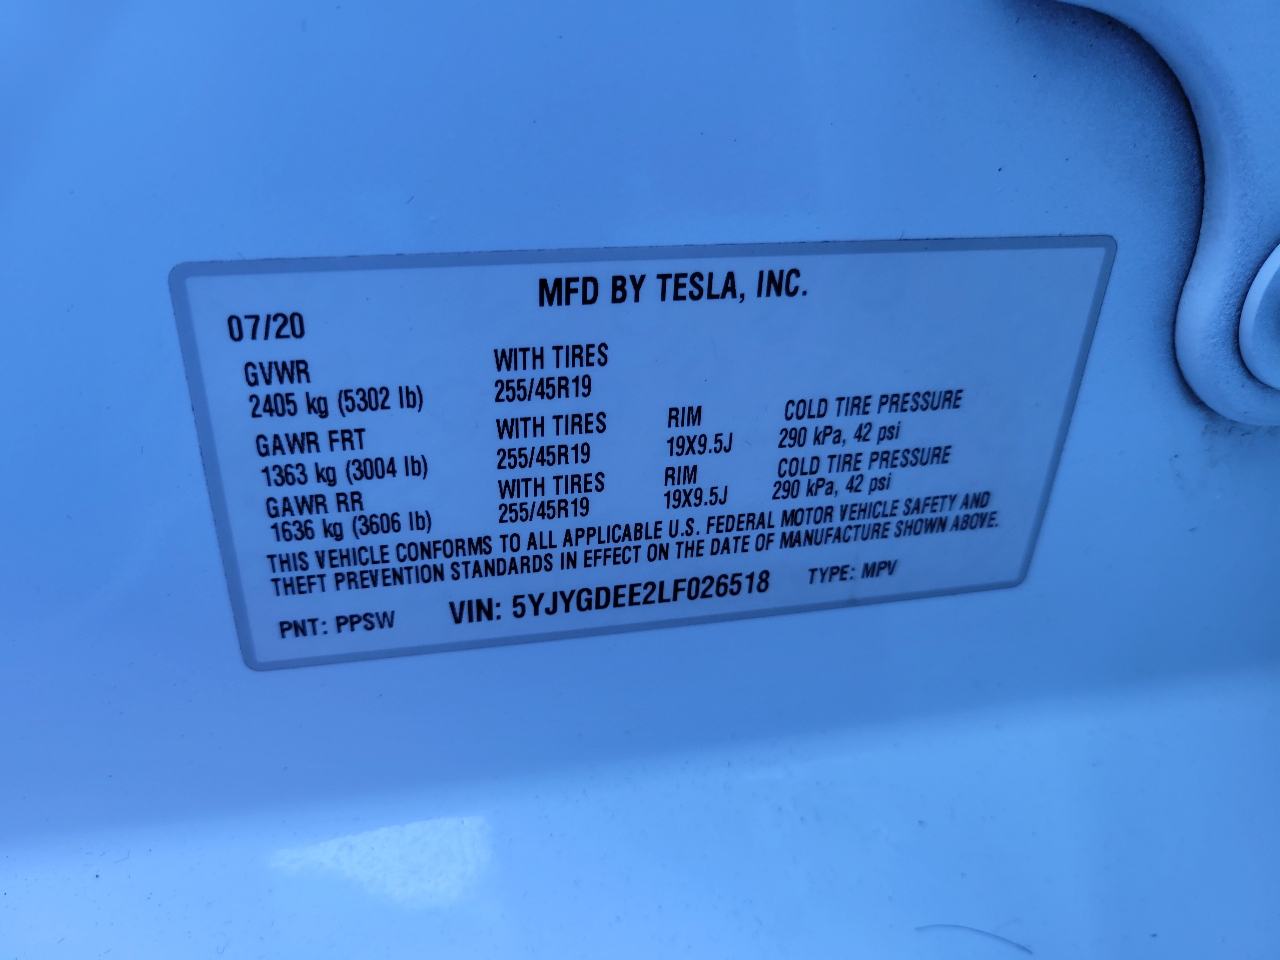 MFD BY TESLA, INC.
07/20
GVWR WITH TIRES
2405 kg (5302 lb) 255/45R19
GAWR FRT WITH TIRES RIM COLD TIRE PRESSURE
1363 kg (3004 lb) 255/45R19 19X9.5J 290 kPa, 42 psi
GAWR RR WITH TIRES RIM COLD TIRE PRESSURE
1636 kg (3606 lb) 255/45R19 19X9.5J 290 kPa, 42 psi
THIS VEHICLE CONFORMS TO ALL APPLICABLE U.S. FEDERAL MOTOR VEHICLE SAFETY AND
THEFT PREVENTION STANDARDS IN EFFECT ON THE DATE OF MANUFACTURE SHOWN ABOVE.
PNT: PPSW VIN: 5YJYGDEE2LF026518 TYPE: MPV